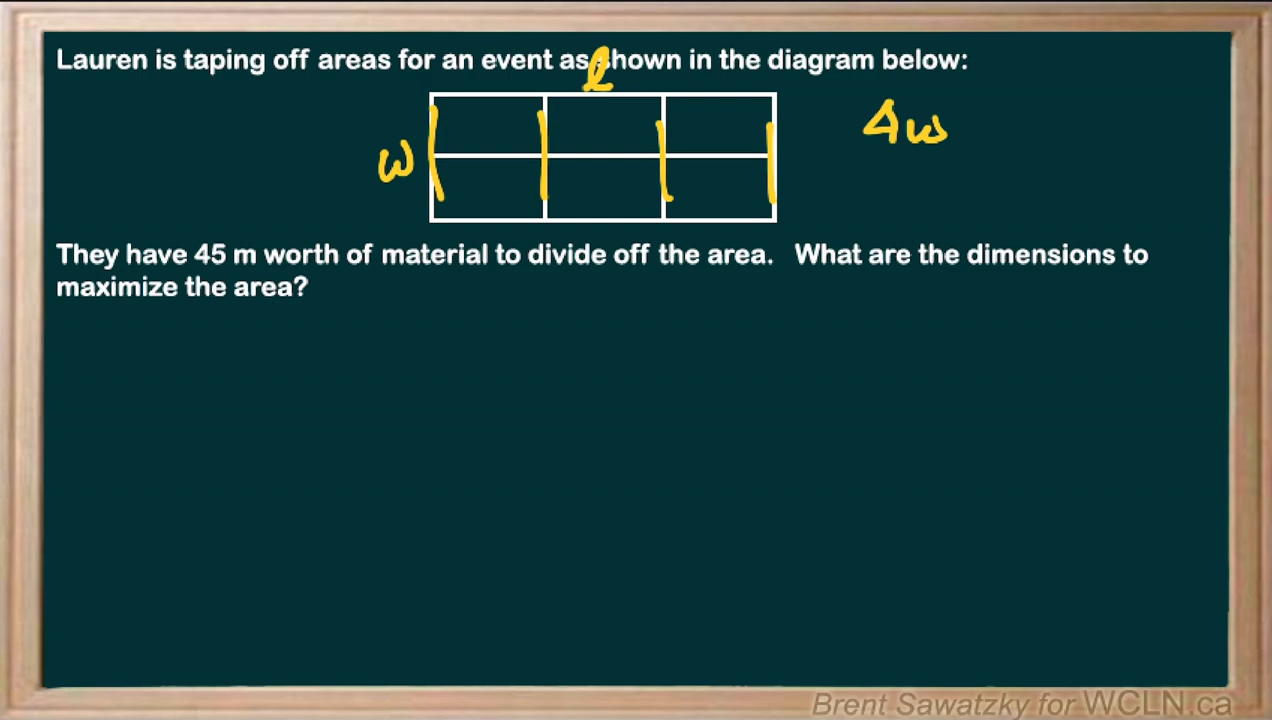 Lauren is taping off areas for an event as shown in the diagram below:
l
4w
w
They have 45 m worth of material to divide off the area. What are the dimensions to
maximize the area?
Brent Sawatzky for WCLN.ca